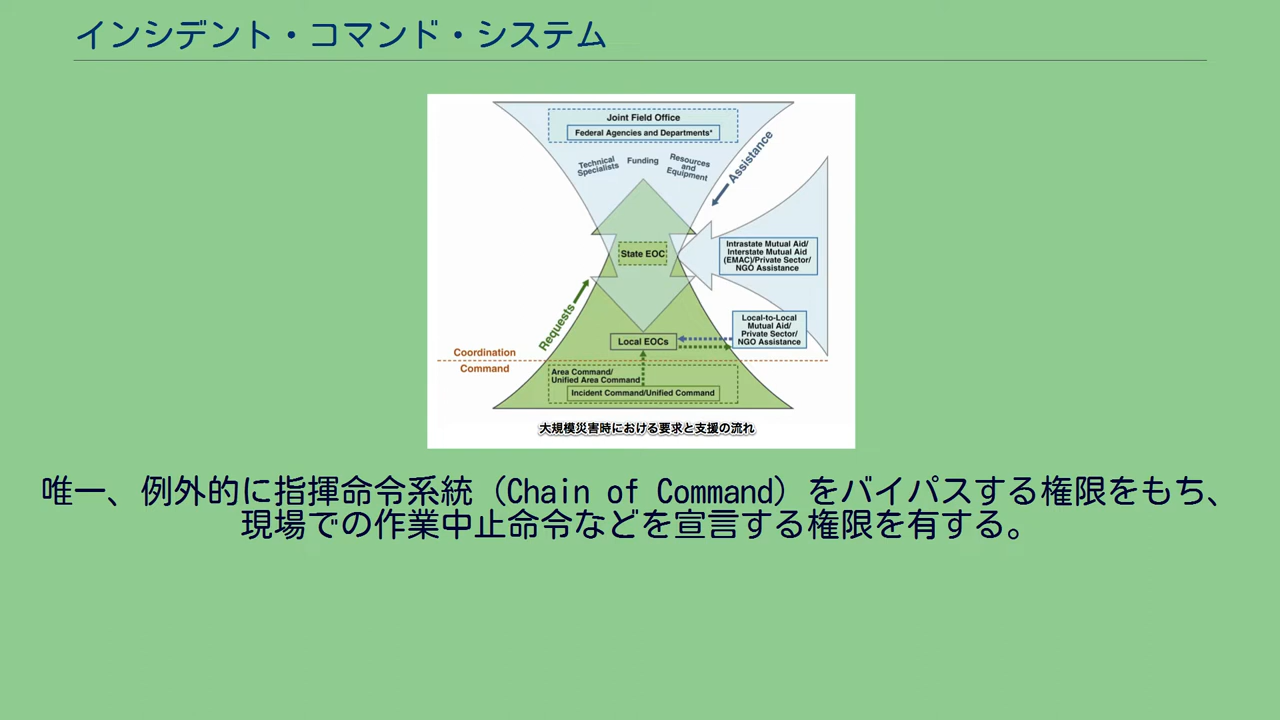 インシデント・コマンド・システム
Joint Field Office
Federal Agencies and Departments*
Technical
Specialists
Funding
Resources
and
Equipment
Assistance
State EOC
Intrastate Mutual Aid/
Interstate Mutual Aid
(EMAC)/Private Sector/
NGO Assistance
Requests
Local-to-Local
Mutual Aid/
Private Sector/
NGO Assistance
Local EOCs
Coordination
Command
Area Command/
Unified Area Command
Incident Command/Unified Command
大規模災害時における要求と支援の流れ
唯一、例外的に指揮命令系統（Chain of Command）をバイパスする権限をもち、
現場での作業中止命令などを宣言する権限を有する。